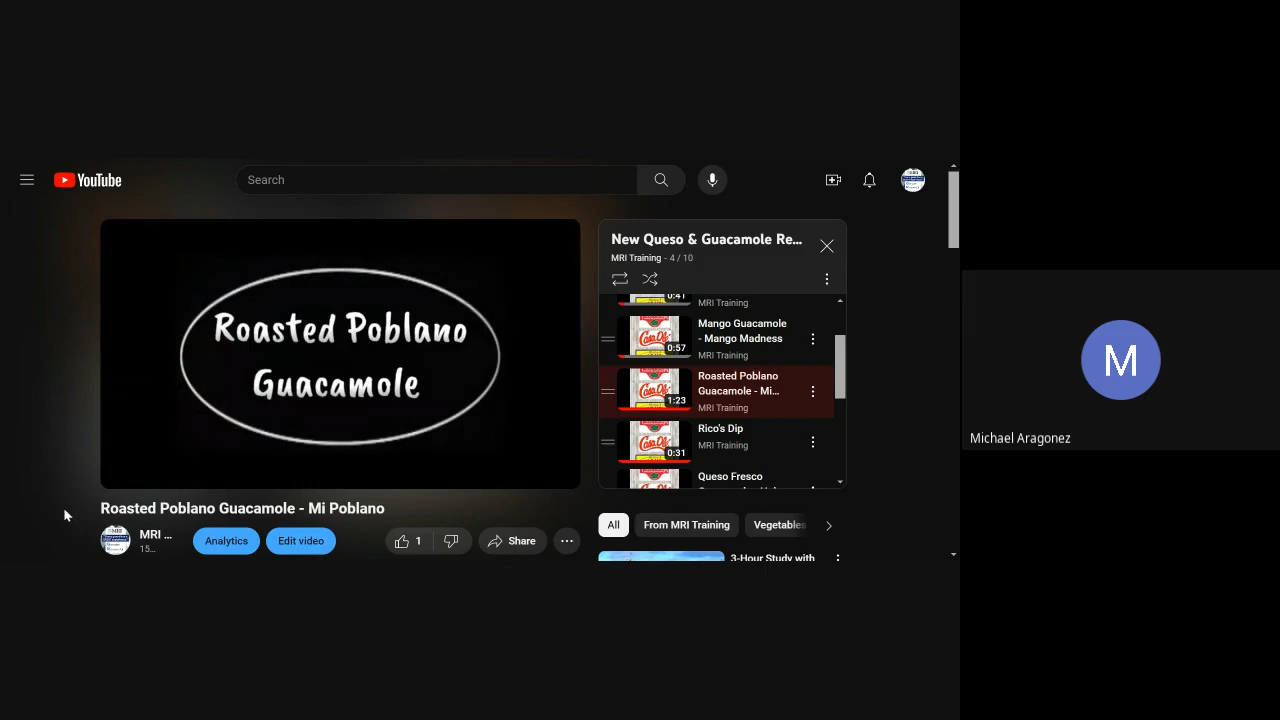 YouTube
Search
Roasted Poblano
Guacamole
Roasted Poblano Guacamole - Mi Poblano
MRI ...
15...
Analytics
Edit video
1
Share
New Queso & Guacamole Re...
MRI Training - 4 / 10
0:41
MRI Training
Mango Guacamole
- Mango Madness
MRI Training
0:57
Roasted Poblano
Guacamole - Mi...
MRI Training
1:23
Rico's Dip
MRI Training
0:31
Queso Fresco
All
From MRI Training
Vegetables
3-Hour Study with
M
Michael Aragonez